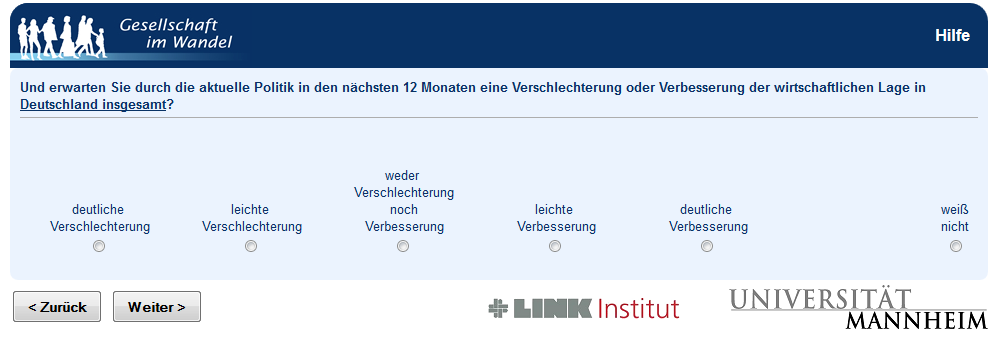 Gesellschaft
im Wandel
Hilfe
Und erwarten Sie durch die aktuelle Politik in den nächsten 12 Monaten eine Verschlechterung oder Verbesserung der wirtschaftlichen Lage in
Deutschland insgesamt?
deutliche
Verschlechterung
leichte
Verschlechterung
weder
Verschlechterung
noch
Verbesserung
leichte
Verbesserung
deutliche
Verbesserung
weiß
nicht
< Zurück
Weiter >
LINK Institut
UNIVERSITÄT
MANNHEIM